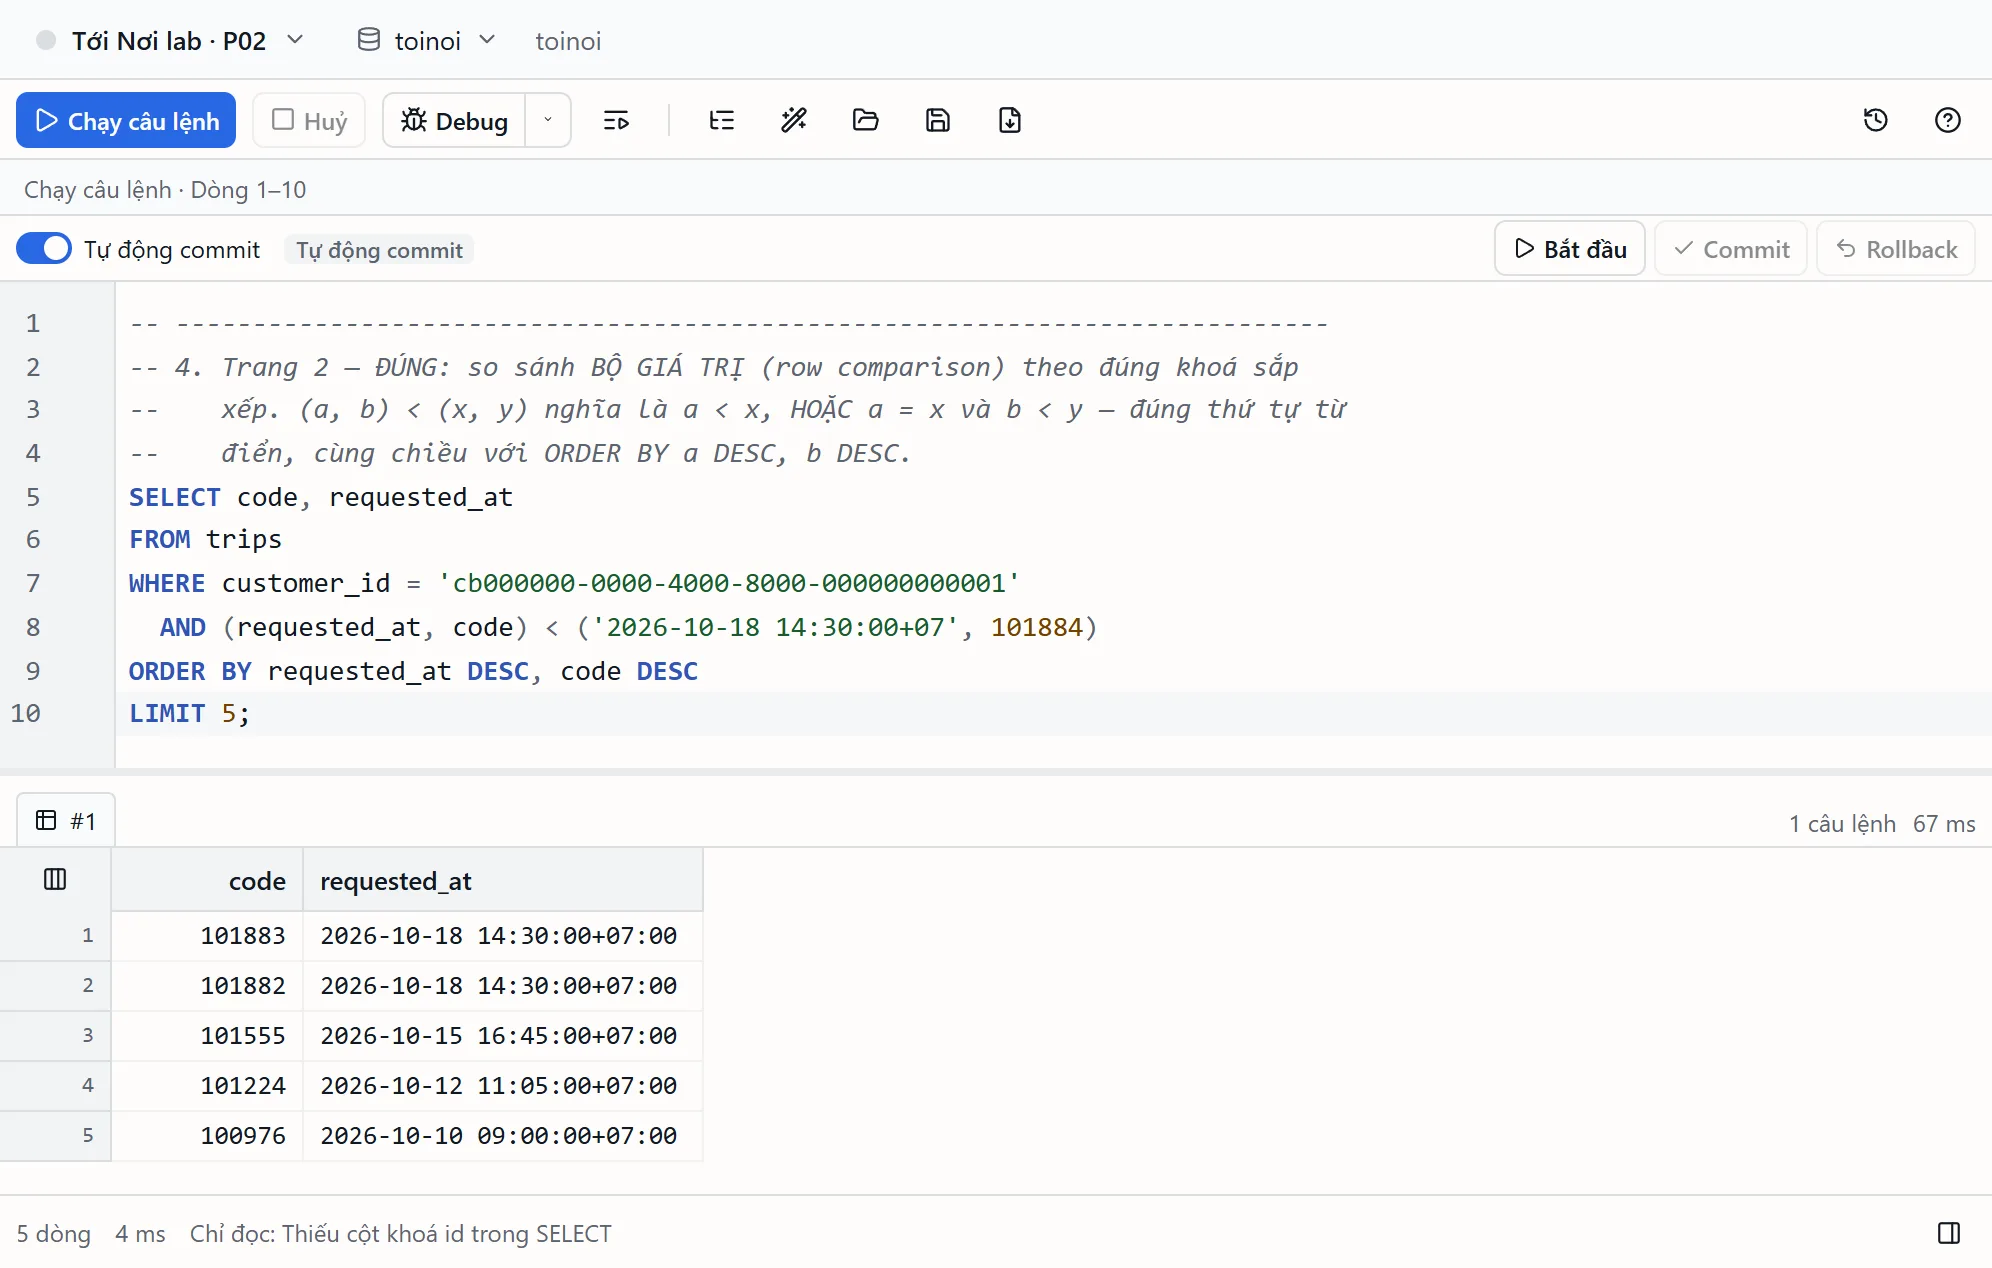 Tới Nơi lab · P02 toinoi toinoi
Chạy câu lệnh Huỷ Debug
Chạy câu lệnh · Dòng 1–10
Tự động commit Tự động commit Bắt đầu Commit Rollback
1 -- ---------------------------------------------------------------------------
2 -- 4. Trang 2 — ĐÚNG: so sánh BỘ GIÁ TRỊ (row comparison) theo đúng khoá sắp
3 --    xếp. (a, b) < (x, y) nghĩa là a < x, HOẶC a = x và b < y — đúng thứ tự từ
4 --    điển, cùng chiều với ORDER BY a DESC, b DESC.
5 SELECT code, requested_at
6 FROM trips
7 WHERE customer_id = 'cb000000-0000-4000-8000-000000000001'
8   AND (requested_at, code) < ('2026-10-18 14:30:00+07', 101884)
9 ORDER BY requested_at DESC, code DESC
10 LIMIT 5;
#1 1 câu lệnh 67 ms
code requested_at
1 101883 2026-10-18 14:30:00+07:00
2 101882 2026-10-18 14:30:00+07:00
3 101555 2026-10-15 16:45:00+07:00
4 101224 2026-10-12 11:05:00+07:00
5 100976 2026-10-10 09:00:00+07:00
5 dòng 4 ms Chỉ đọc: Thiếu cột khoá id trong SELECT